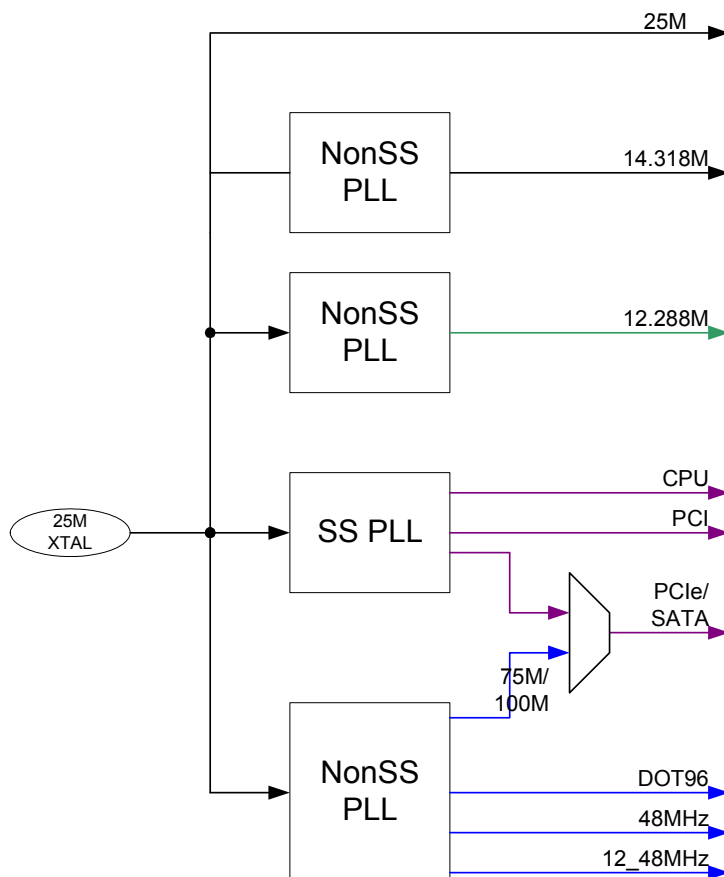 25M
NonSS
PLL
14.318M
NonSS
PLL
12.288M
25M
XTAL
SS PLL
CPU
PCI
PCIe/
SATA
75M/
100M
NonSS
PLL
DOT96
48MHz
12_48MHz